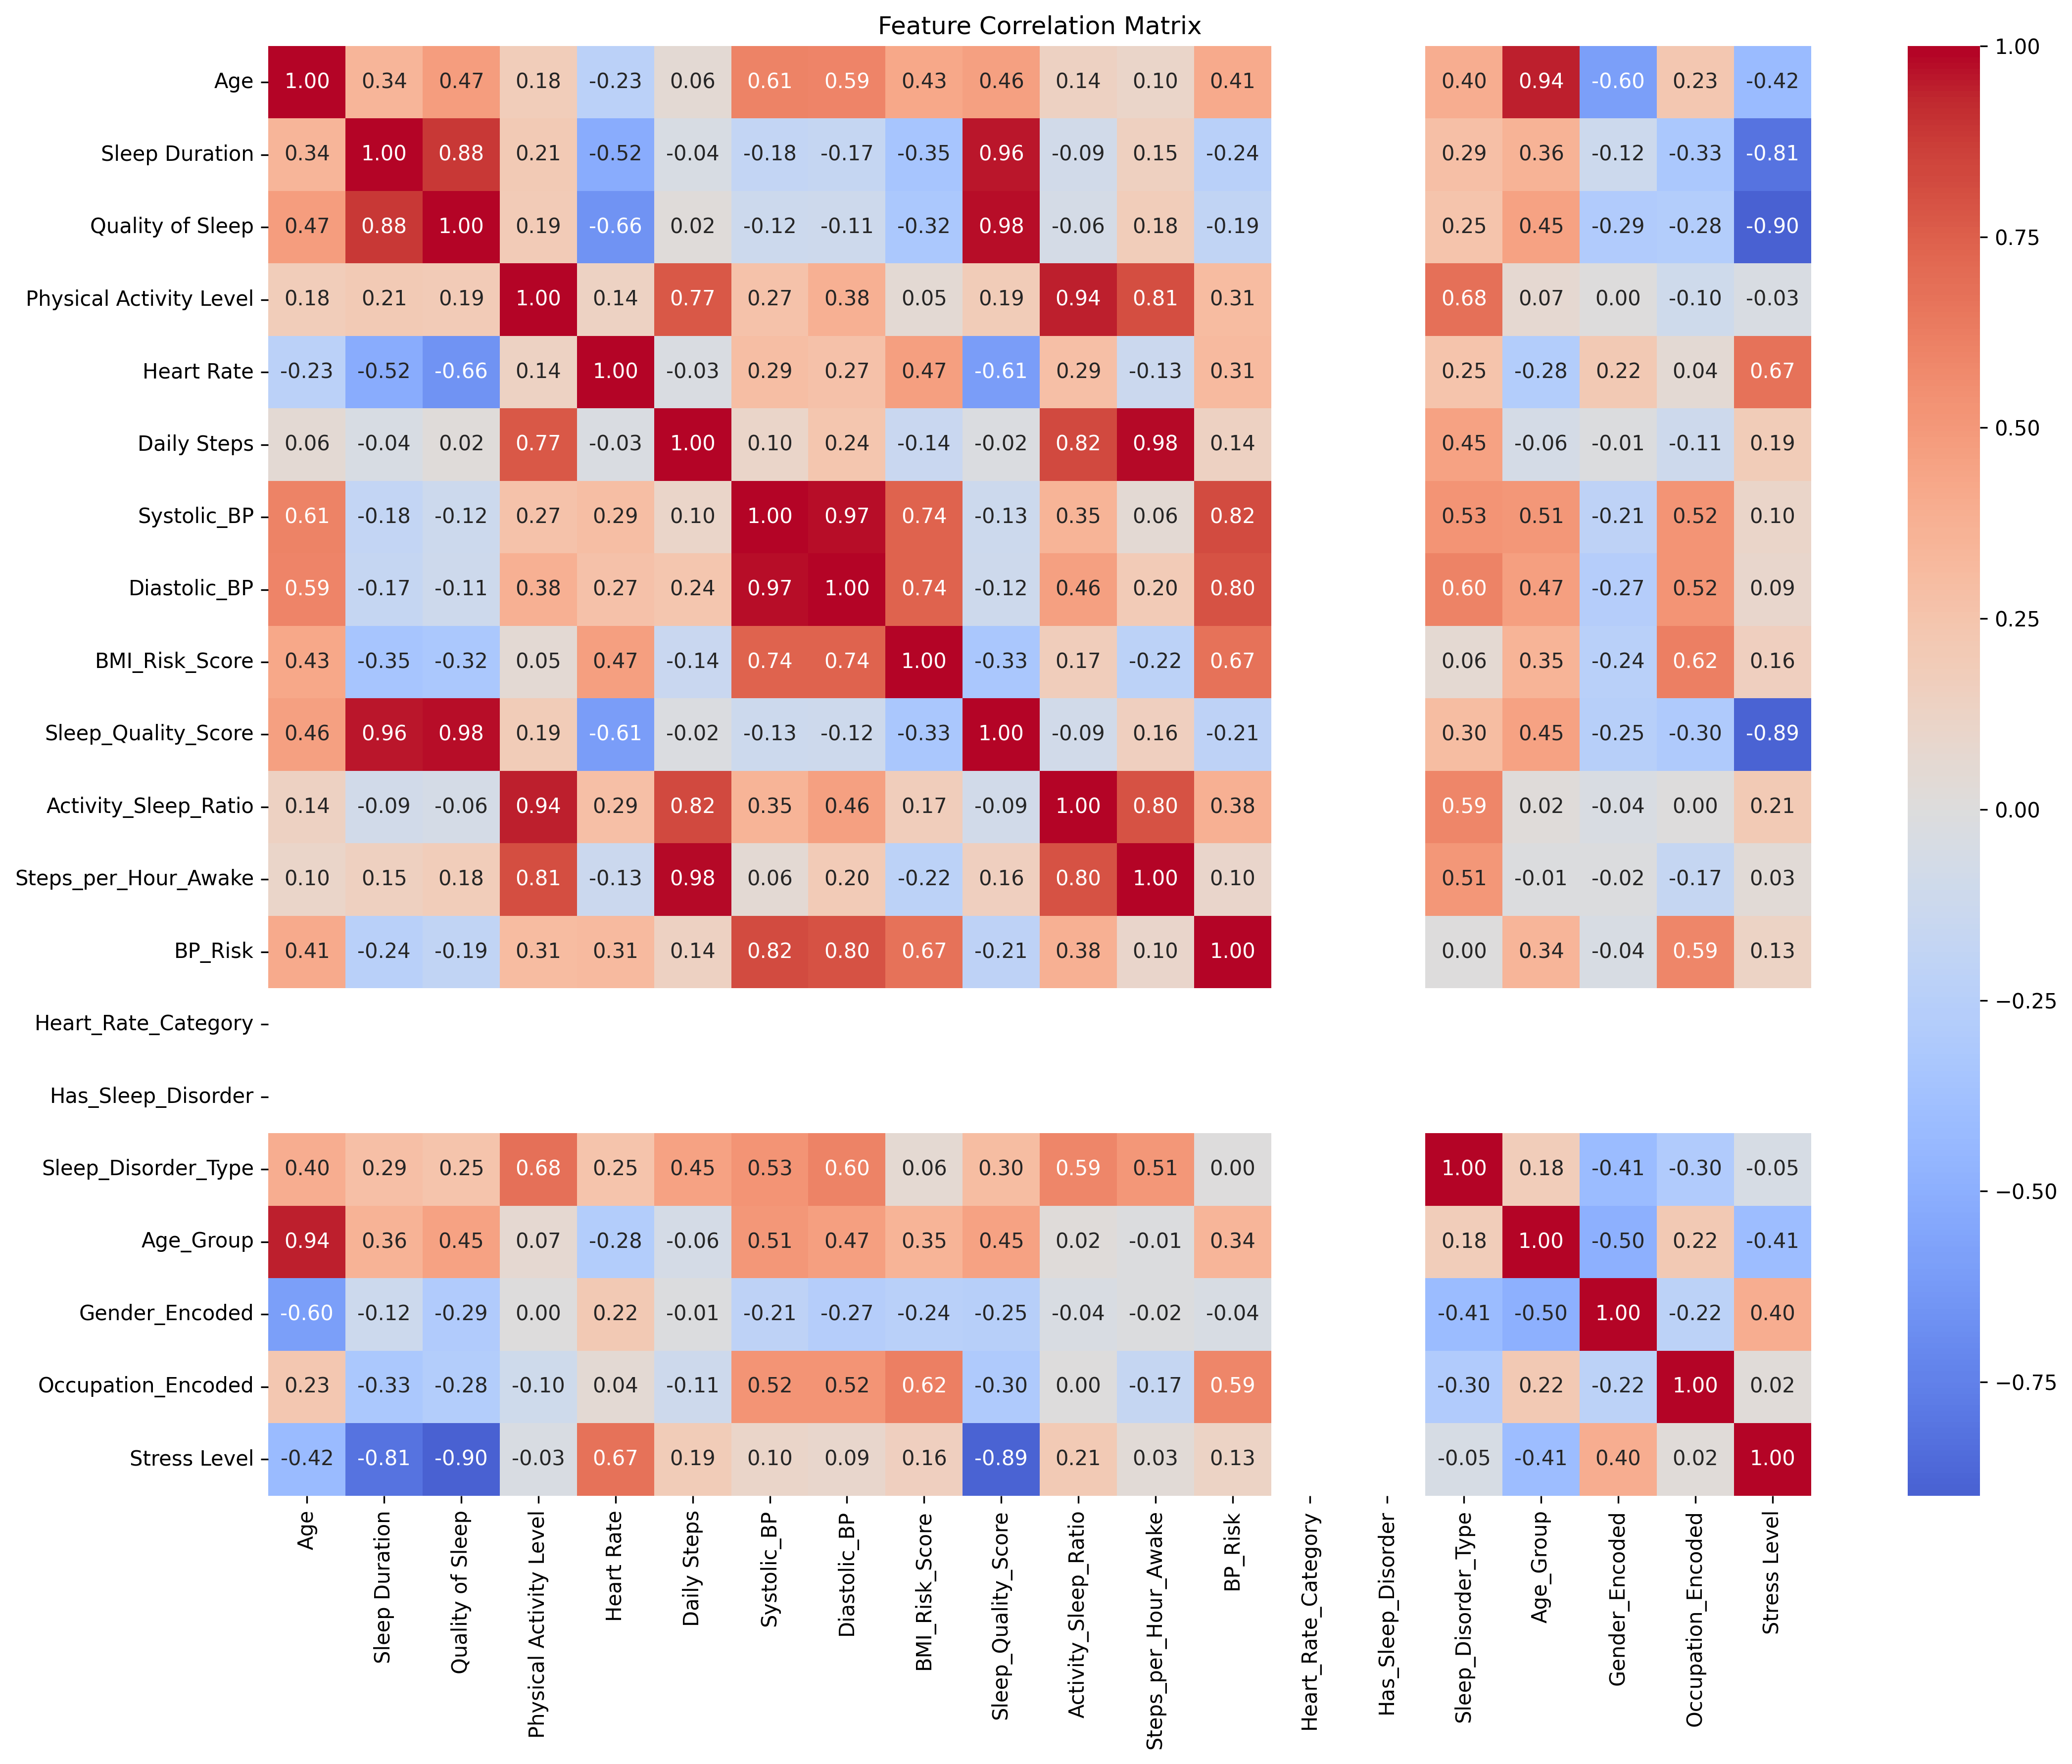 Feature Correlation Matrix
Age 1.00 0.34 0.47 0.18 -0.23 0.06 0.61 0.59 0.43 0.46 0.14 0.10 0.41 0.40 0.94 -0.60 0.23 -0.42
Sleep Duration 0.34 1.00 0.88 0.21 -0.52 -0.04 -0.18 -0.17 -0.35 0.96 -0.09 0.15 -0.24 0.29 0.36 -0.12 -0.33 -0.81
Quality of Sleep 0.47 0.88 1.00 0.19 -0.66 0.02 -0.12 -0.11 -0.32 0.98 -0.06 0.18 -0.19 0.25 0.45 -0.29 -0.28 -0.90
Physical Activity Level 0.18 0.21 0.19 1.00 0.14 0.77 0.27 0.38 0.05 0.19 0.94 0.81 0.31 0.68 0.07 0.00 -0.10 -0.03
Heart Rate -0.23 -0.52 -0.66 0.14 1.00 -0.03 0.29 0.27 0.47 -0.61 0.29 -0.13 0.31 0.25 -0.28 0.22 0.04 0.67
Daily Steps 0.06 -0.04 0.02 0.77 -0.03 1.00 0.10 0.24 -0.14 -0.02 0.82 0.98 0.14 0.45 -0.06 -0.01 -0.11 0.19
Systolic_BP 0.61 -0.18 -0.12 0.27 0.29 0.10 1.00 0.97 0.74 -0.13 0.35 0.06 0.82 0.53 0.51 -0.21 0.52 0.10
Diastolic_BP 0.59 -0.17 -0.11 0.38 0.27 0.24 0.97 1.00 0.74 -0.12 0.46 0.20 0.80 0.60 0.47 -0.27 0.52 0.09
BMI_Risk_Score 0.43 -0.35 -0.32 0.05 0.47 -0.14 0.74 0.74 1.00 -0.33 0.17 -0.22 0.67 0.06 0.35 -0.24 0.62 0.16
Sleep_Quality_Score 0.46 0.96 0.98 0.19 -0.61 -0.02 -0.13 -0.12 -0.33 1.00 -0.09 0.16 -0.21 0.30 0.45 -0.25 -0.30 -0.89
Activity_Sleep_Ratio 0.14 -0.09 -0.06 0.94 0.29 0.82 0.35 0.46 0.17 -0.09 1.00 0.80 0.38 0.59 0.02 -0.04 0.00 0.21
Steps_per_Hour_Awake 0.10 0.15 0.18 0.81 -0.13 0.98 0.06 0.20 -0.22 0.16 0.80 1.00 0.10 0.51 -0.01 -0.02 -0.17 0.03
BP_Risk 0.41 -0.24 -0.19 0.31 0.31 0.14 0.82 0.80 0.67 -0.21 0.38 0.10 1.00 0.00 0.34 -0.04 0.59 0.13
Heart_Rate_Category
Has_Sleep_Disorder
Sleep_Disorder_Type 0.40 0.29 0.25 0.68 0.25 0.45 0.53 0.60 0.06 0.30 0.59 0.51 0.00 1.00 0.18 -0.41 -0.30 -0.05
Age_Group 0.94 0.36 0.45 0.07 -0.28 -0.06 0.51 0.47 0.35 0.45 0.02 -0.01 0.34 0.18 1.00 -0.50 0.22 -0.41
Gender_Encoded -0.60 -0.12 -0.29 0.00 0.22 -0.01 -0.21 -0.27 -0.24 -0.25 -0.04 -0.02 -0.04 -0.41 -0.50 1.00 -0.22 0.40
Occupation_Encoded 0.23 -0.33 -0.28 -0.10 0.04 -0.11 0.52 0.52 0.62 -0.30 0.00 -0.17 0.59 -0.30 0.22 -0.22 1.00 0.02
Stress Level -0.42 -0.81 -0.90 -0.03 0.67 0.19 0.10 0.09 0.16 -0.89 0.21 0.03 0.13 -0.05 -0.41 0.40 0.02 1.00
Age
Sleep Duration
Quality of Sleep
Physical Activity Level
Heart Rate
Daily Steps
Systolic_BP
Diastolic_BP
BMI_Risk_Score
Sleep_Quality_Score
Activity_Sleep_Ratio
Steps_per_Hour_Awake
BP_Risk
Heart_Rate_Category
Has_Sleep_Disorder
Sleep_Disorder_Type
Age_Group
Gender_Encoded
Occupation_Encoded
Stress Level
1.00
0.75
0.50
0.25
0.00
−0.25
−0.50
−0.75